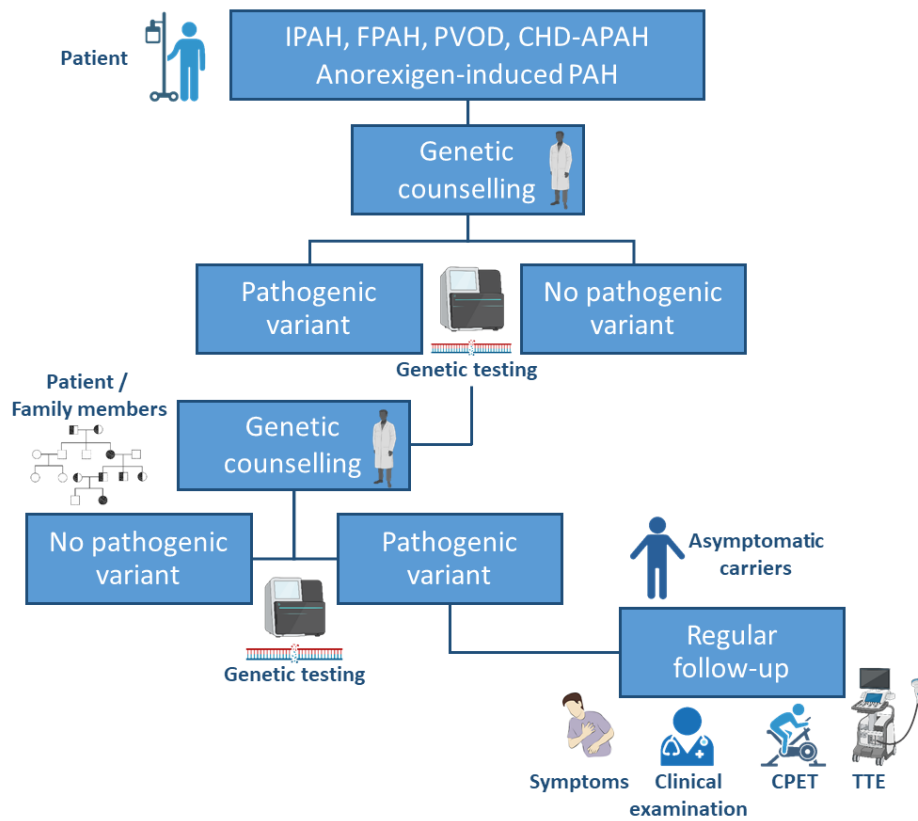 Patient
IPAH, FPAH, PVOD, CHD-APAH
Anorexigen-induced PAH
Genetic
counselling
Pathogenic
variant
No pathogenic
variant
Genetic testing
Patient /
Family members
Genetic
counselling
No pathogenic
variant
Pathogenic
variant
Genetic testing
Asymptomatic
carriers
Regular
follow-up
Symptoms
Clinical
examination
CPET
TTE